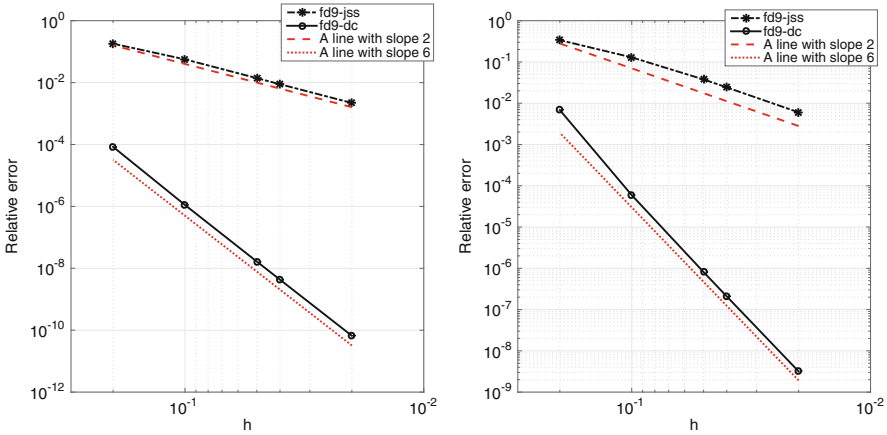 10^0
10^-2
10^-4
10^-6
10^-8
10^-10
10^-12
Relative error
10^-1
10^-2
h
fd9-jss
fd9-dc
A line with slope 2
A line with slope 6
10^0
10^-1
10^-2
10^-3
10^-4
10^-5
10^-6
10^-7
10^-8
10^-9
Relative error
10^-1
10^-2
h
fd9-jss
fd9-dc
A line with slope 2
A line with slope 6